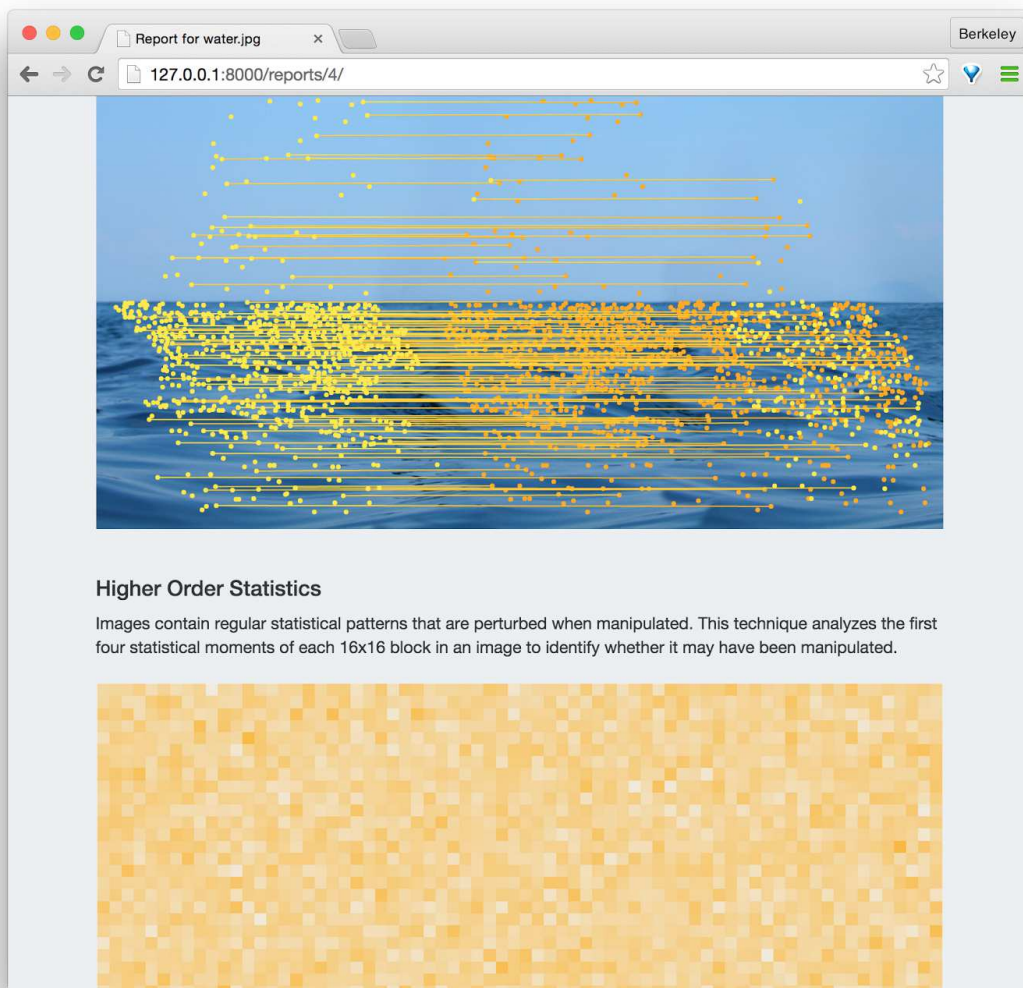 Report for water.jpg
Berkeley
127.0.0.1:8000/reports/4/
Higher Order Statistics
Images contain regular statistical patterns that are perturbed when manipulated. This technique analyzes the first
four statistical moments of each 16x16 block in an image to identify whether it may have been manipulated.